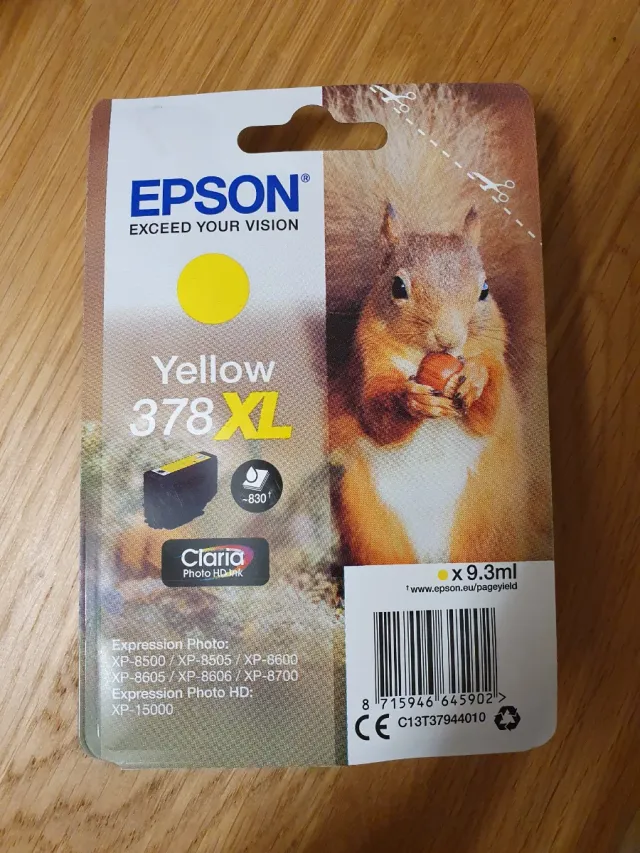 EPSON®
EXCEED YOUR VISION
Yellow
378XL
~830†
Claria
Photo HD Ink
x 9.3ml
† www.epson.eu/pageyield
Expression Photo:
XP-8500 / XP-8505 / XP-8600
XP-8605 / XP-8606 / XP-8700
Expression Photo HD:
XP-15000
8 715946 645902 >
CE C13T37944010